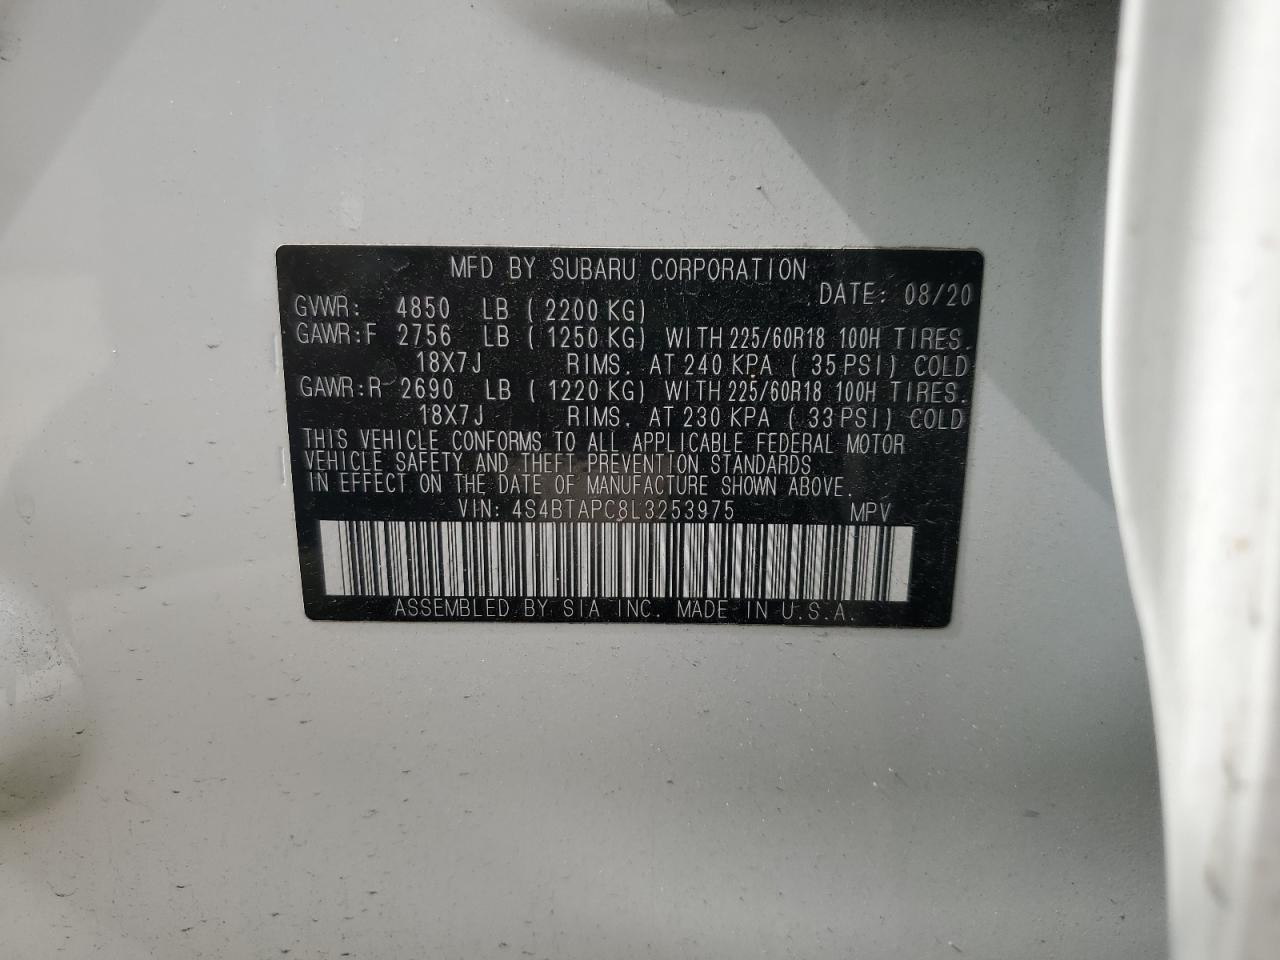 MFD BY SUBARU CORPORATION
DATE: 08/20
GVWR: 4850 LB ( 2200 KG)
GAWR:F 2756 LB ( 1250 KG) WITH 225/60R18 100H TIRES.
18X7J RIMS. AT 240 KPA ( 35 PSI) COLD
GAWR:R 2690 LB ( 1220 KG) WITH 225/60R18 100H TIRES.
18X7J RIMS. AT 230 KPA ( 33 PSI) COLD
THIS VEHICLE CONFORMS TO ALL APPLICABLE FEDERAL MOTOR
VEHICLE SAFETY AND THEFT PREVENTION STANDARDS
IN EFFECT ON THE DATE OF MANUFACTURE SHOWN ABOVE.
VIN: 4S4BTAPC8L3253975 MPV
ASSEMBLED BY SIA INC. MADE IN U.S.A.